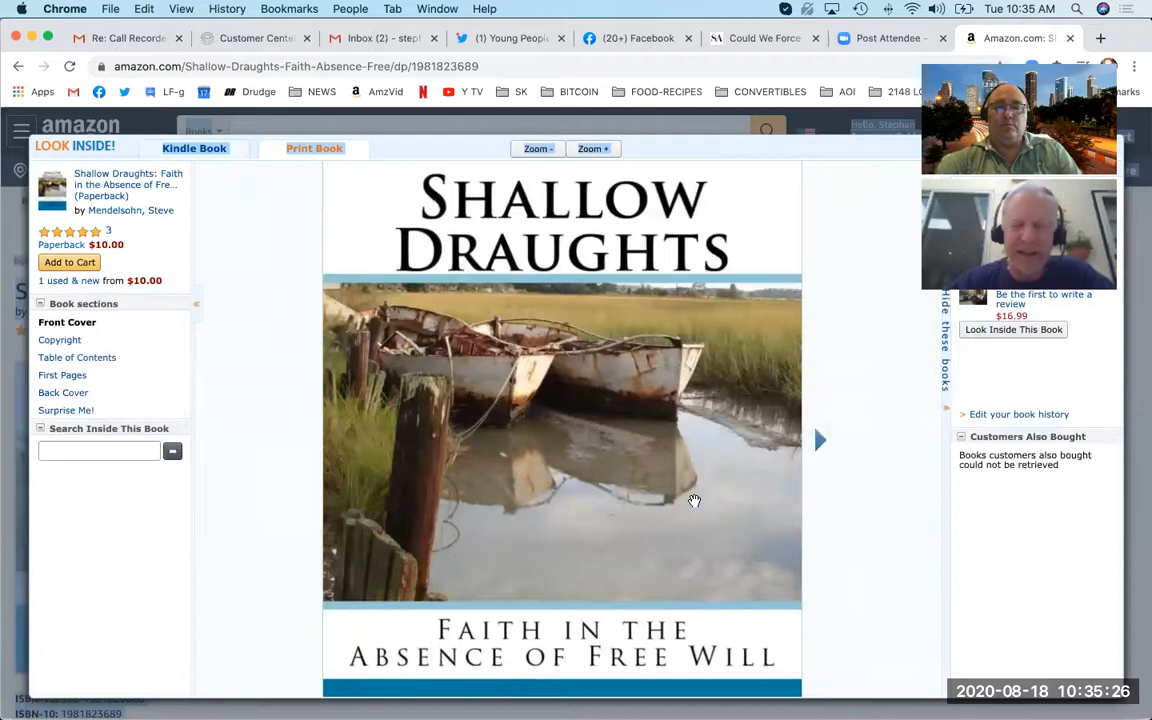 Chrome File Edit View History Bookmarks People Tab Window Help Tue 10:35 AM
Re: Call Recorde Customer Cente Inbox (2) - step! (1) Young People (20+) Facebook Could We Force Post Attendee - Amazon.com: S
amazon.com/Shallow-Draughts-Faith-Absence-Free/dp/1981823689
Apps LF-g Drudge NEWS AmzVid Y TV SK BITCOIN FOOD-RECIPES CONVERTIBLES AOI 2148 LO
amazon Books Hello, Stephan
LOOK INSIDE! Kindle Book Print Book Zoom - Zoom +
Shallow Draughts: Faith
in the Absence of Fre...
(Paperback)
by Mendelsohn, Steve
3
Paperback $10.00
Add to Cart
1 used & new from $10.00
Book sections
Front Cover
Copyright
Table of Contents
First Pages
Back Cover
Surprise Me!
Search Inside This Book
SHALLOW
DRAUGHTS
FAITH IN THE
ABSENCE OF FREE WILL
Hide these books
Be the first to write a
review
$16.99
Look Inside This Book
> Edit your book history
Customers Also Bought
Books customers also bought
could not be retrieved
ISBN-10: 1981823689
2020-08-18 10:35:26